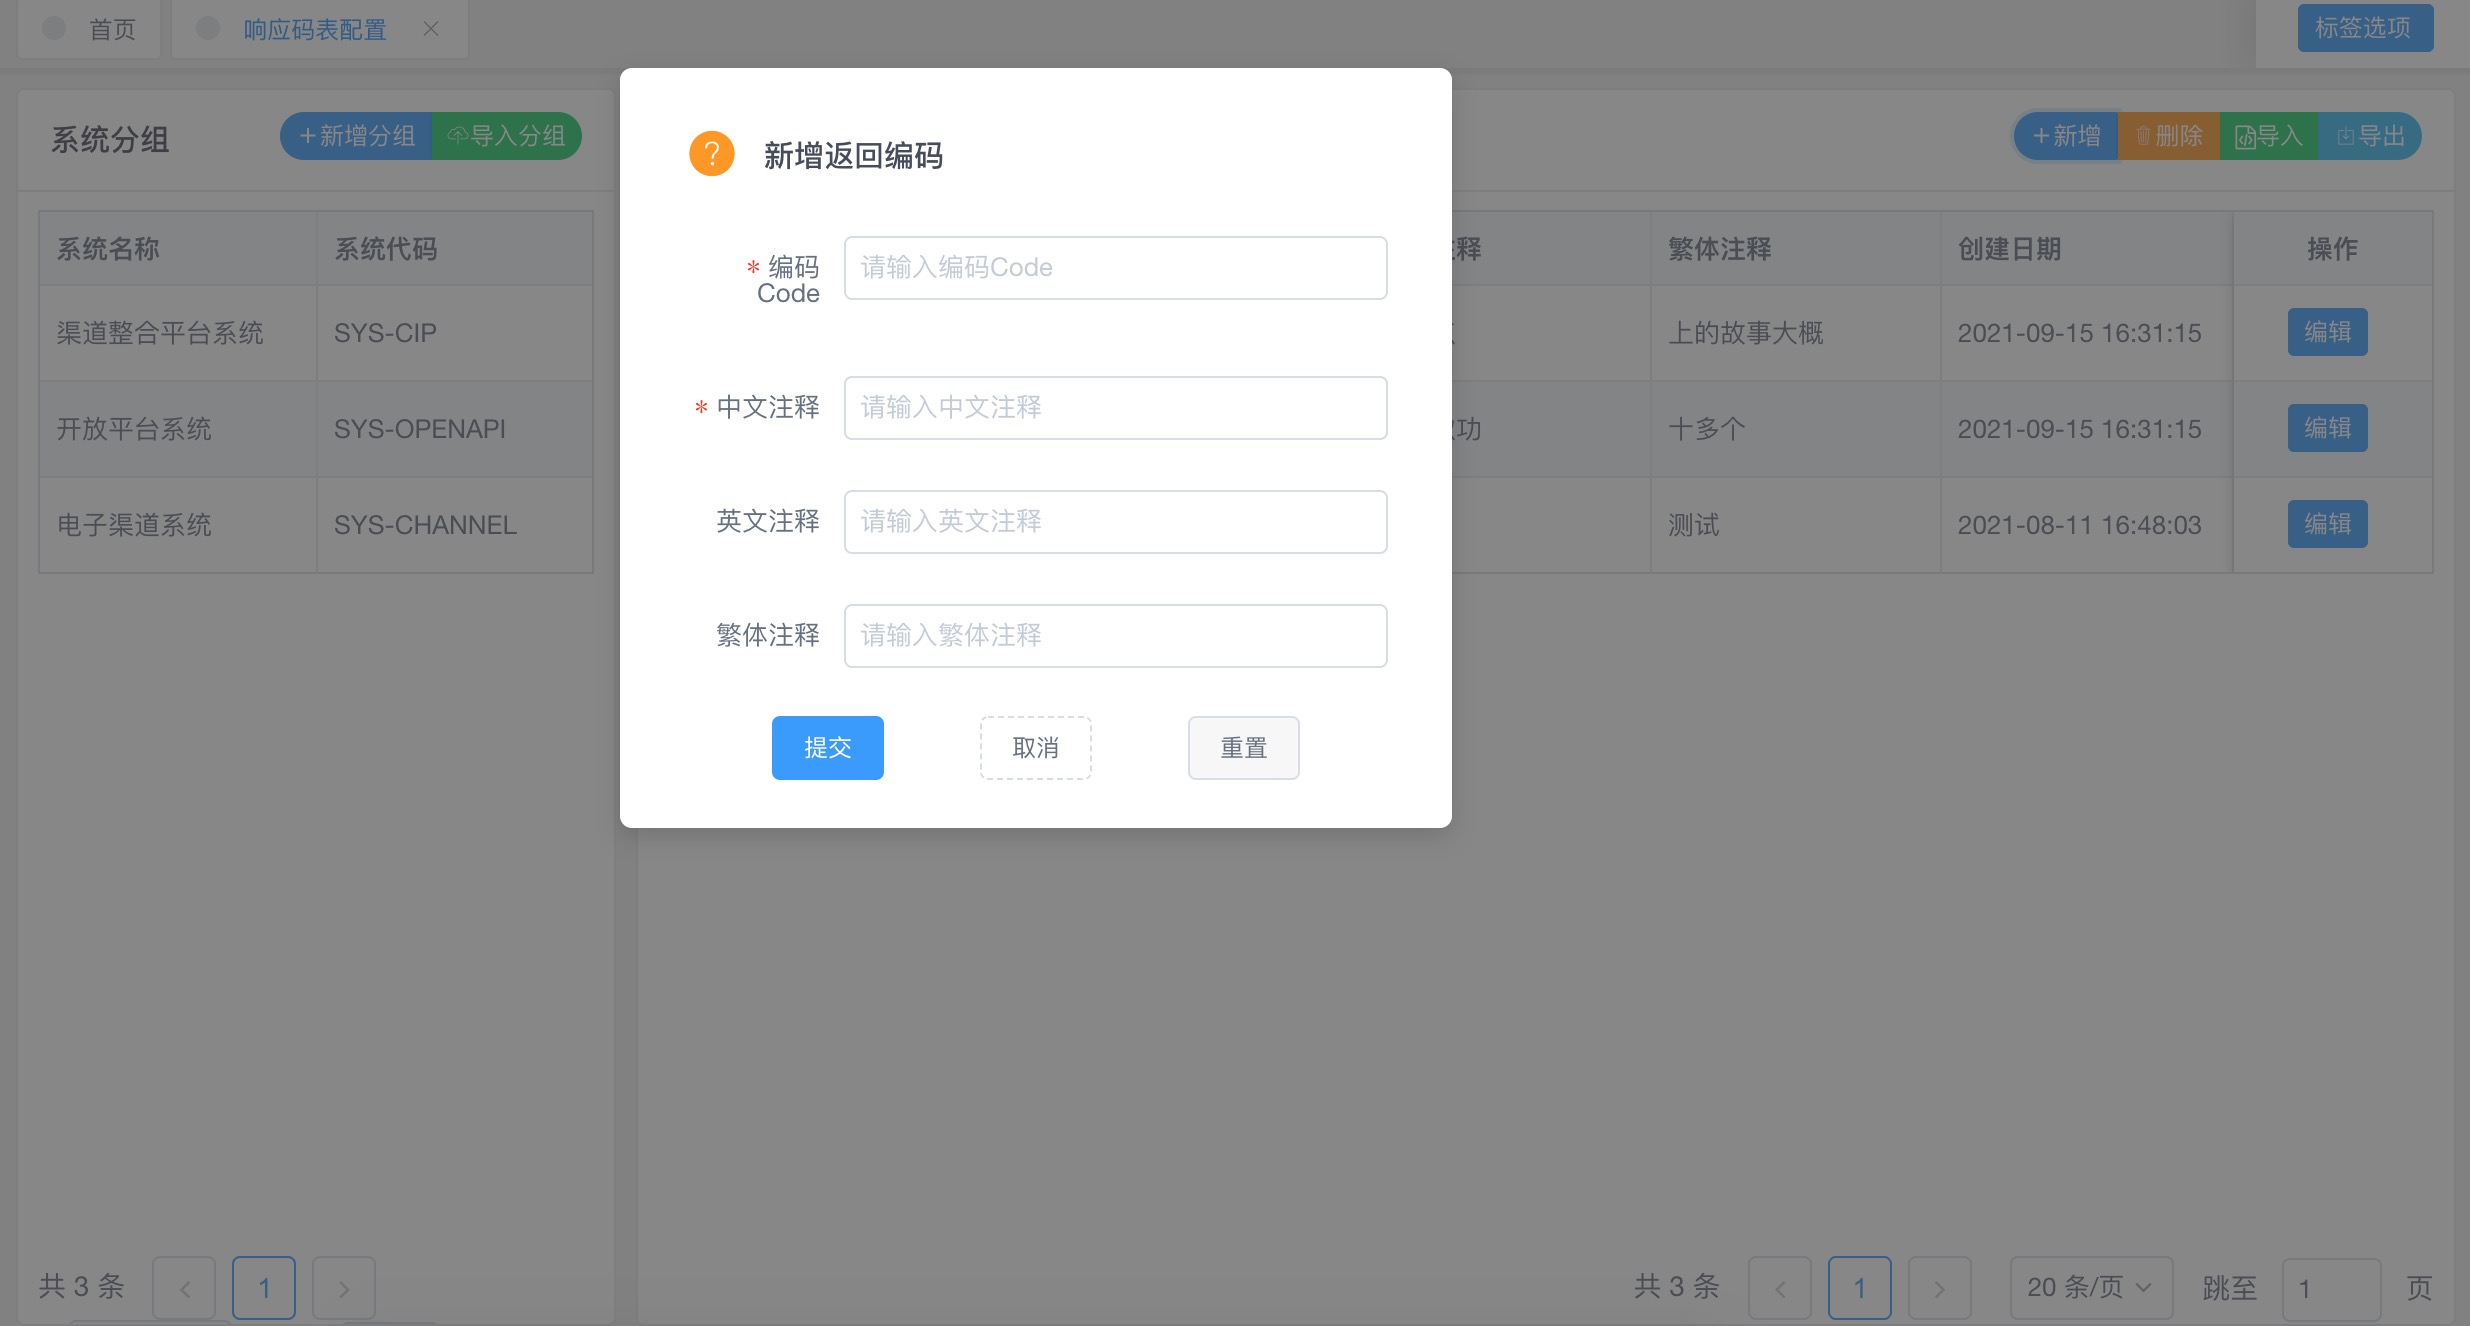 首页
响应码表配置
标签选项
系统分组
+新增分组
导入分组
系统名称 系统代码
渠道整合平台系统 SYS-CIP
开放平台系统 SYS-OPENAPI
电子渠道系统 SYS-CHANNEL
共 3 条
1
新增返回编码
* 编码
Code
请输入编码Code
* 中文注释
请输入中文注释
英文注释
请输入英文注释
繁体注释
请输入繁体注释
提交
取消
重置
+新增
删除
导入
导出
释 繁体注释 创建日期 操作
上的故事大概 2021-09-15 16:31:15 编辑
功 十多个 2021-09-15 16:31:15 编辑
测试 2021-08-11 16:48:03 编辑
共 3 条
1
20 条/页
跳至 1 页